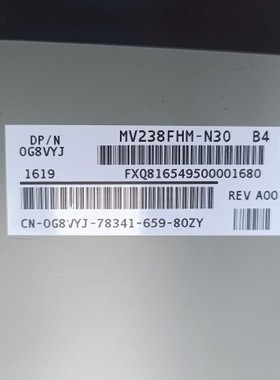 DP/N MV238FHM-N30 B4
0G8VYJ
1619 FXQ816549500001680
REV A00
CN-0G8VYJ-78341-659-80ZY